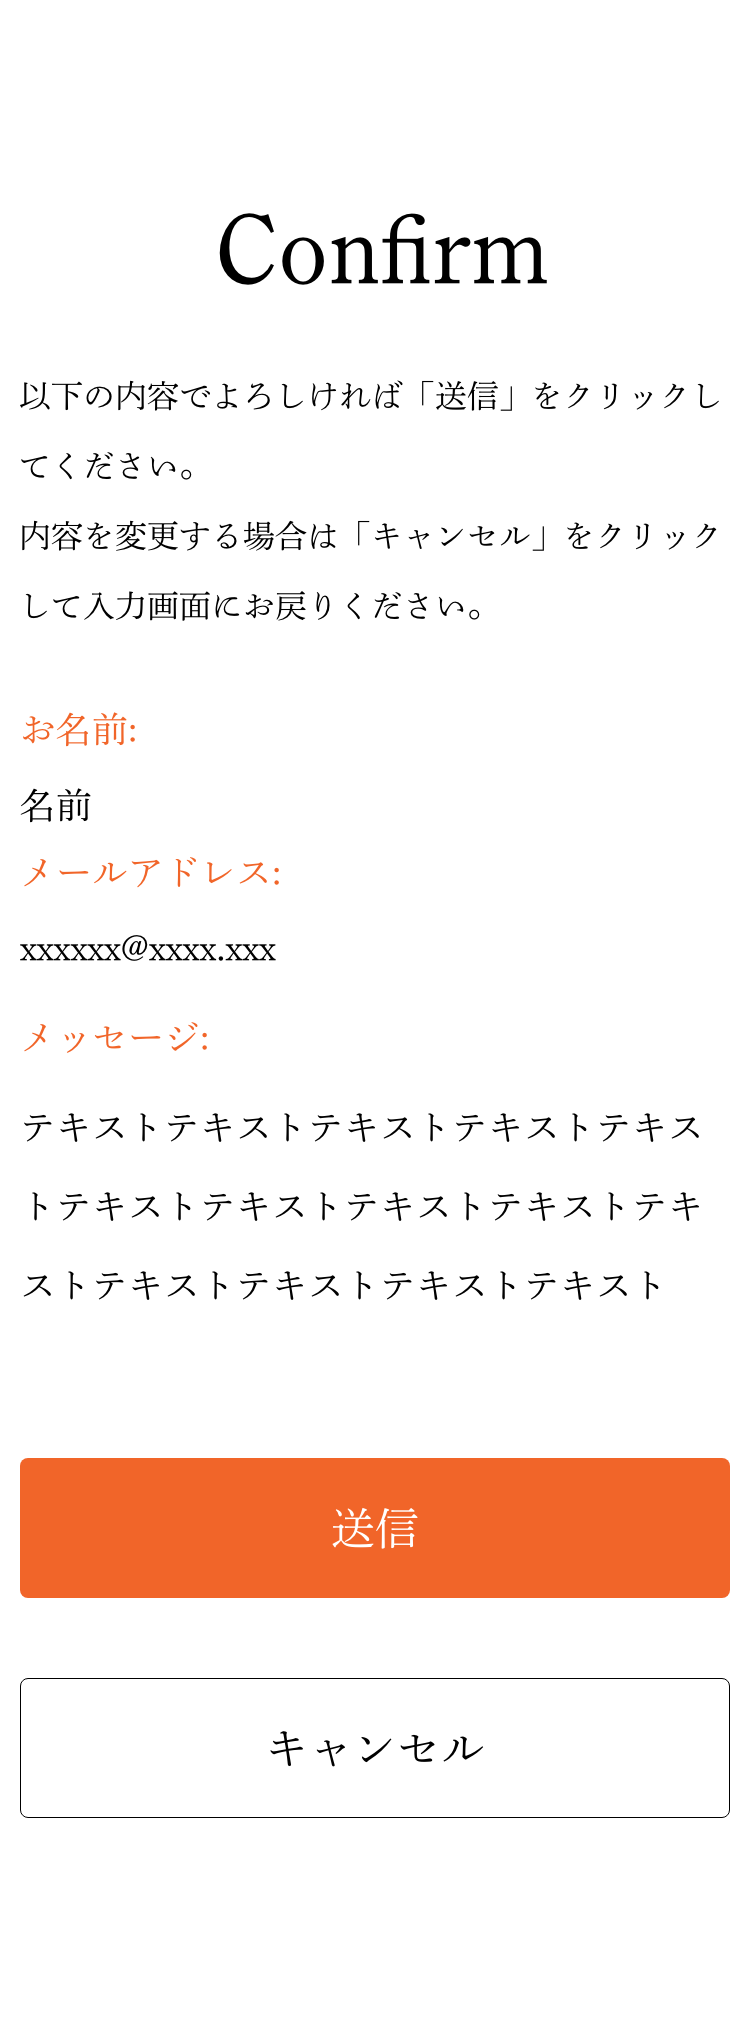 Confirm
以下の内容でよろしければ「送信」をクリックし
てください。
内容を変更する場合は「キャンセル」をクリック
して入力画面にお戻りください。
お名前:
名前
メールアドレス:
xxxxxx@xxxx.xxx
メッセージ:
テキストテキストテキストテキストテキス
トテキストテキストテキストテキストテキ
ストテキストテキストテキストテキスト
送信
キャンセル